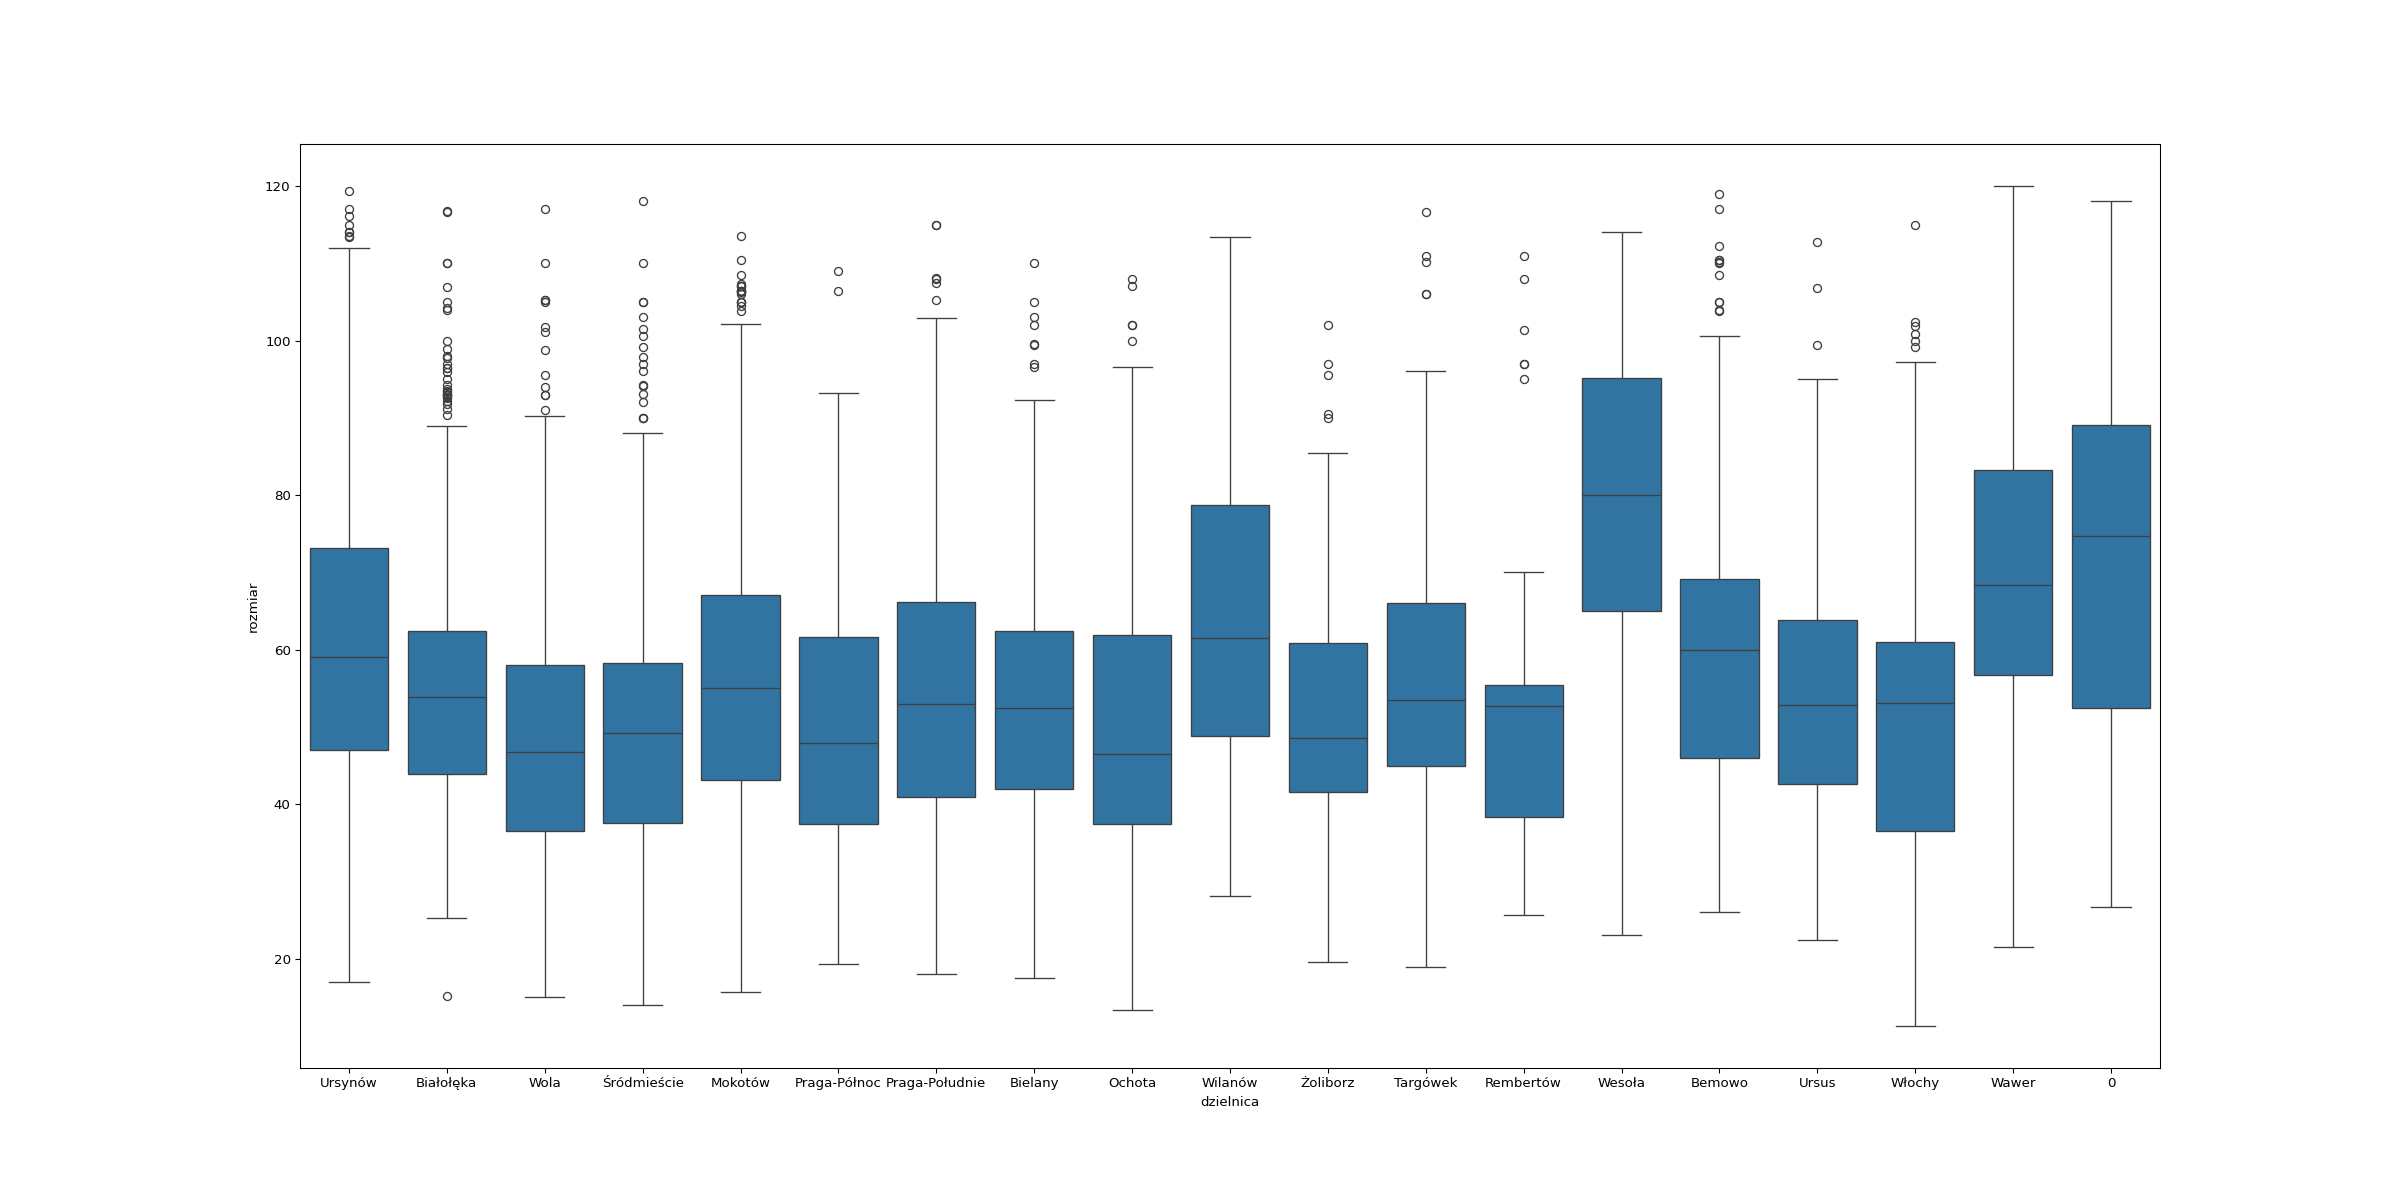 120
100
80
60
40
20
rozmiar
Ursynów Białołęka Wola Śródmieście Mokotów Praga-Północ Praga-Południe Bielany Ochota Wilanów Żoliborz Targówek Rembertów Wesoła Bemowo Ursus Włochy Wawer 0
dzielnica